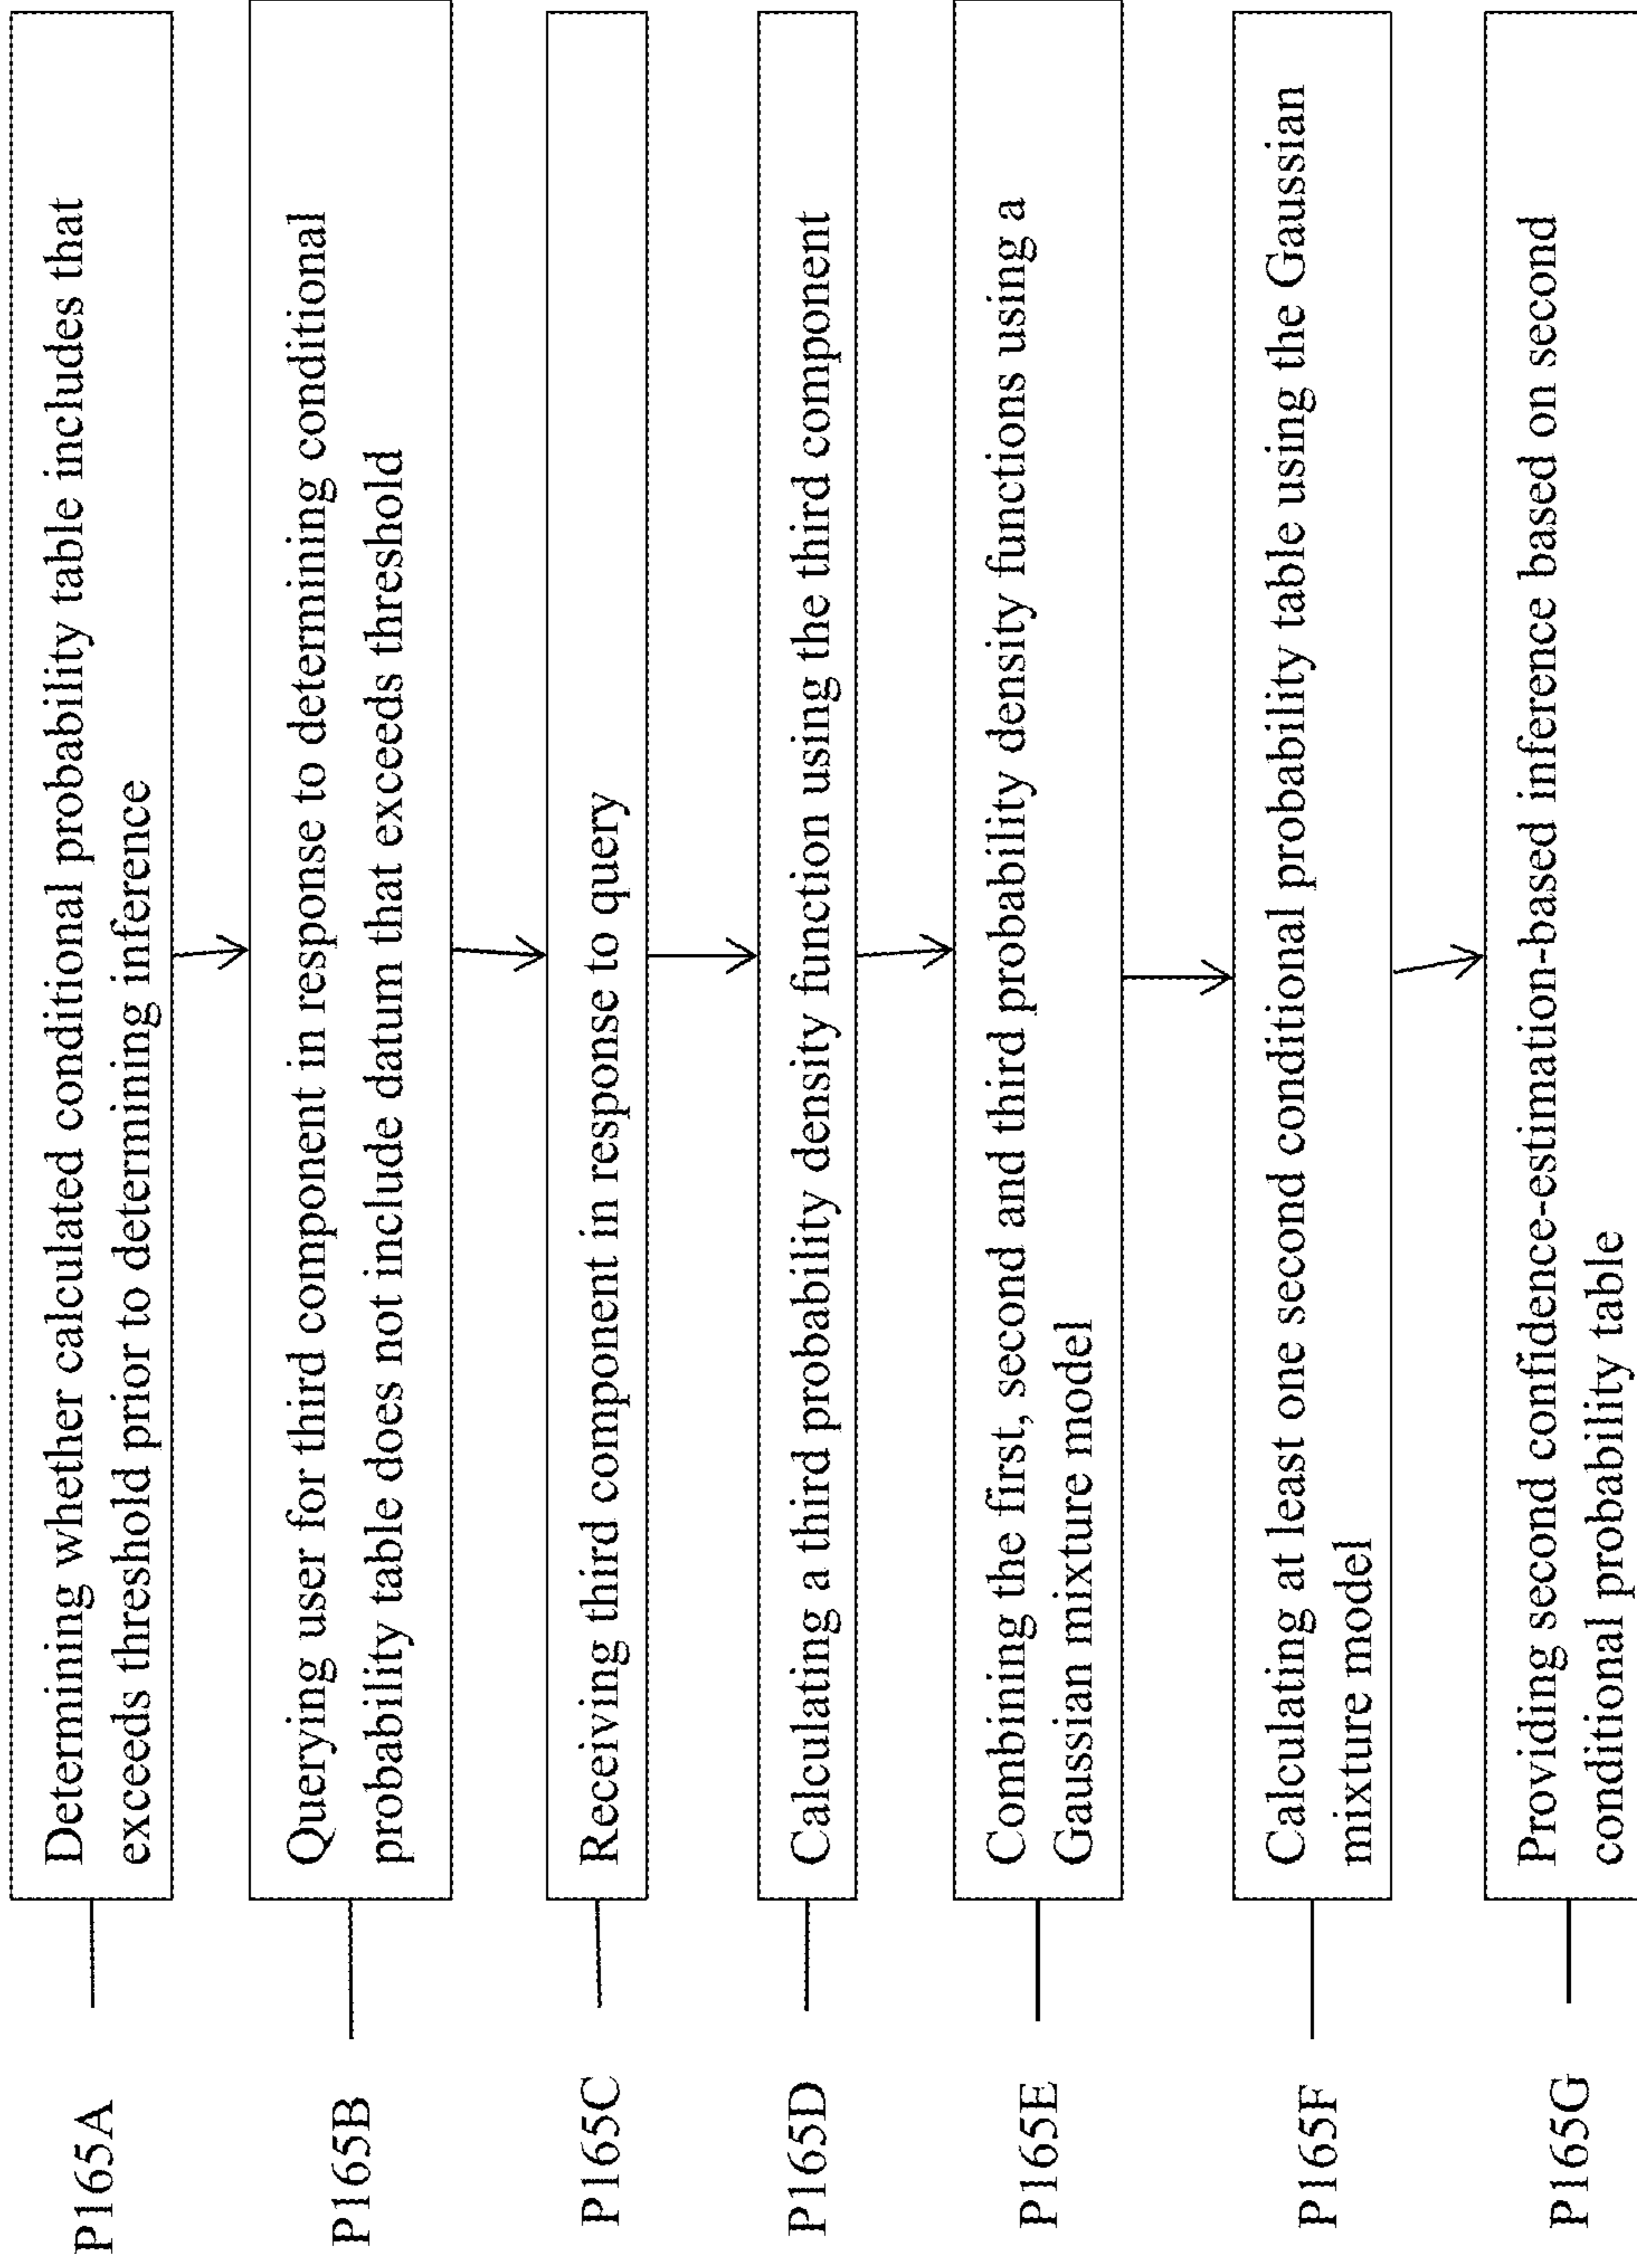 P165A
Determining whether calculated conditional probability table includes that
exceeds threshold prior to determining inference
P165B
Querying user for third component in response to determining conditional
probability table does not include datum that exceeds threshold
P165C
Receiving third component in response to query
P165D
Calculating a third probability density function using the third component
P165E
Combining the first, second and third probability density functions using a
Gaussian mixture model
P165F
Calculating at least one second conditional probability table using the Gaussian
mixture model
P165G
Providing second confidence-estimation-based inference based on second
conditional probability table